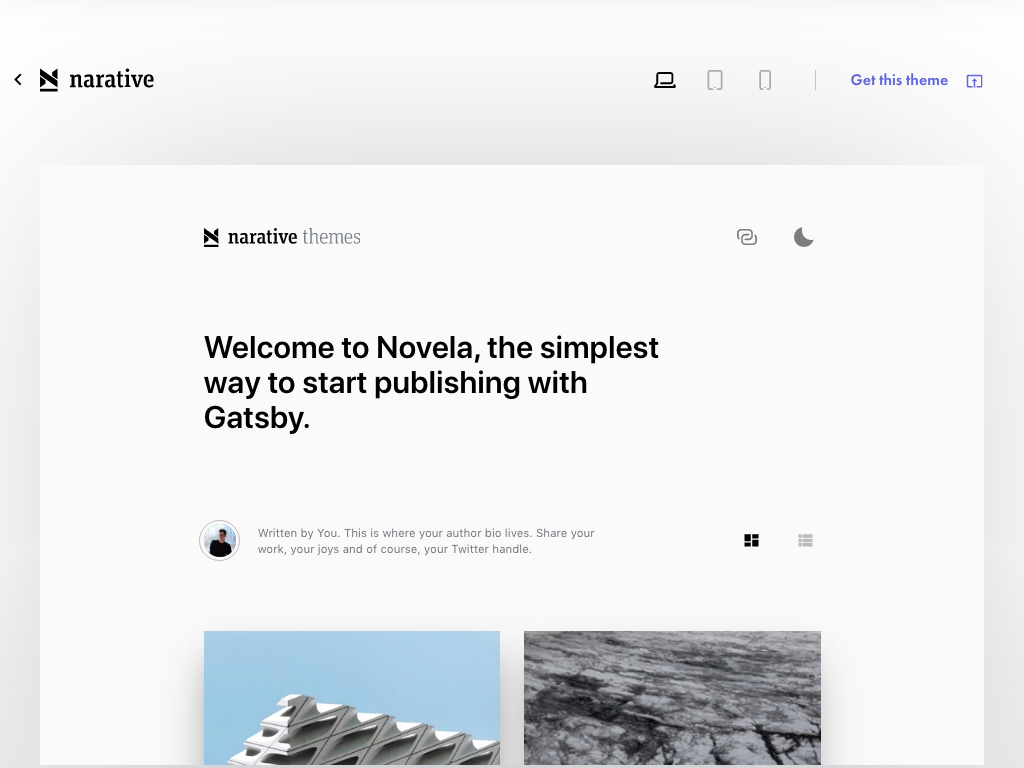 narative
Get this theme
narative themes
Welcome to Novela, the simplest
way to start publishing with
Gatsby.
Written by You. This is where your author bio lives. Share your
work, your joys and of course, your Twitter handle.